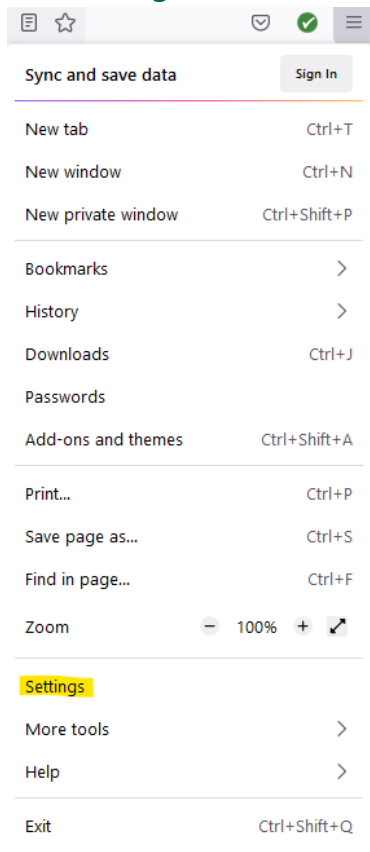 Sync and save data Sign In
New tab Ctrl+T
New window Ctrl+N
New private window Ctrl+Shift+P
Bookmarks
History
Downloads Ctrl+J
Passwords
Add-ons and themes Ctrl+Shift+A
Print... Ctrl+P
Save page as... Ctrl+S
Find in page... Ctrl+F
Zoom − 100% +
Settings
More tools
Help
Exit Ctrl+Shift+Q